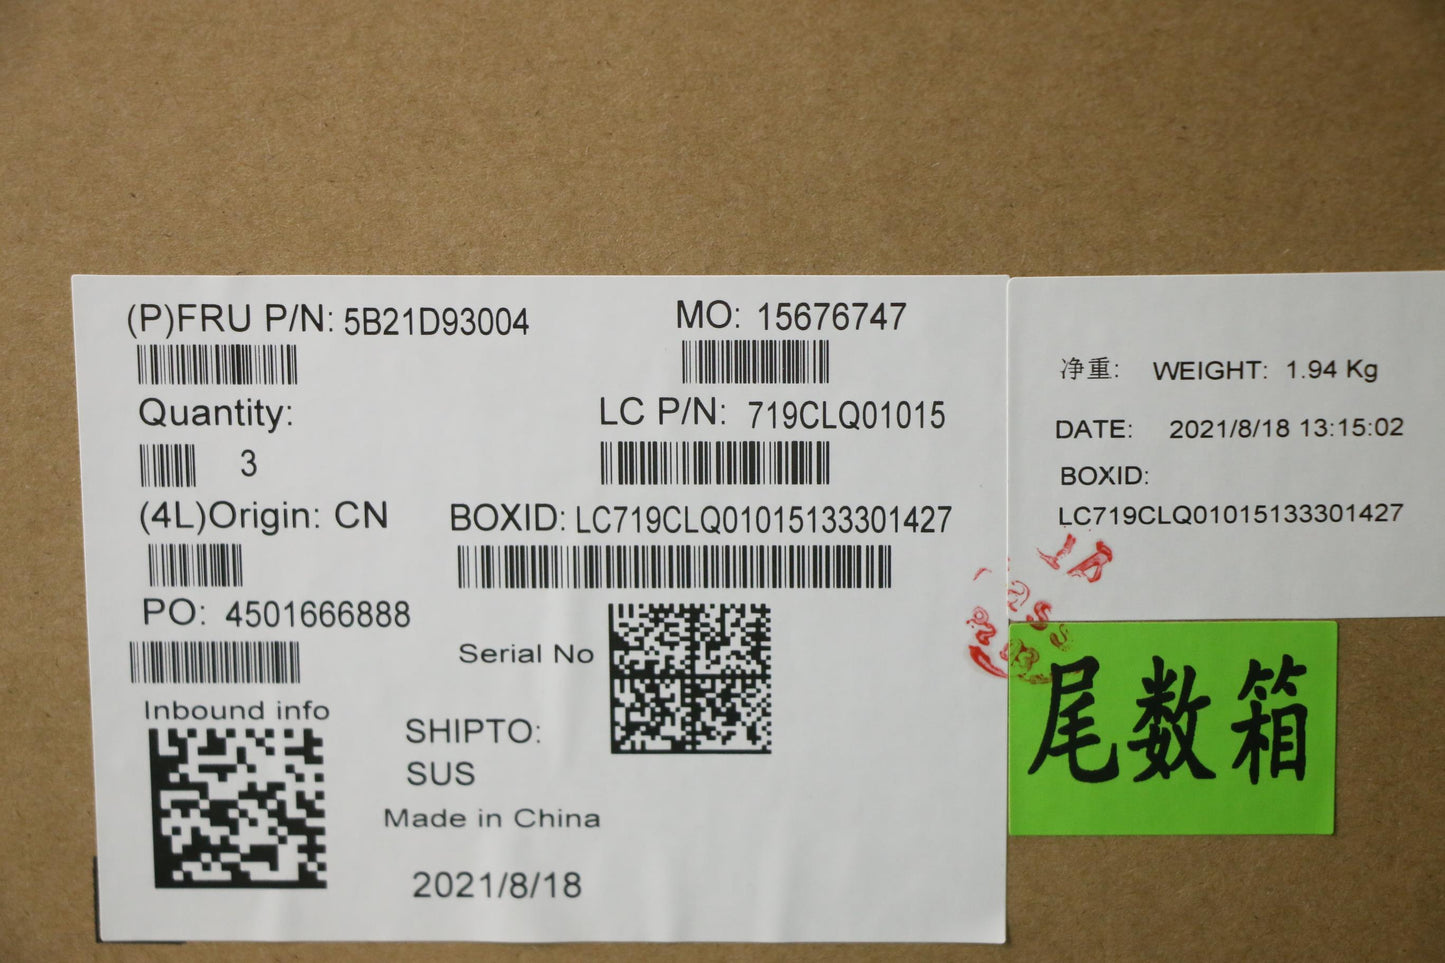 (P)FRU P/N: 5B21D93004
MO: 15676747
Quantity:
3
LC P/N: 719CLQ01015
(4L)Origin: CN
BOXID: LC719CLQ01015133301427
PO: 4501666888
Serial No
Inbound info
SHIPTO:
SUS
Made in China
2021/8/18
净重: WEIGHT: 1.94 Kg
DATE: 2021/8/18 13:15:02
BOXID:
LC719CLQ01015133301427
尾数箱